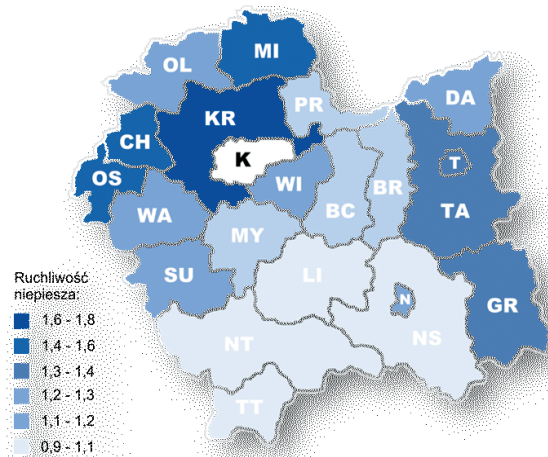 OL
MI
PR
DA
KR
CH
K
T
OS
WI
BR
WA
BC
TA
MY
SU
LI
N
GR
NT
NS
TT
Ruchliwość
niepiesza:
1,6 - 1,8
1,4 - 1,6
1,3 - 1,4
1,2 - 1,3
1,1 - 1,2
0,9 - 1,1